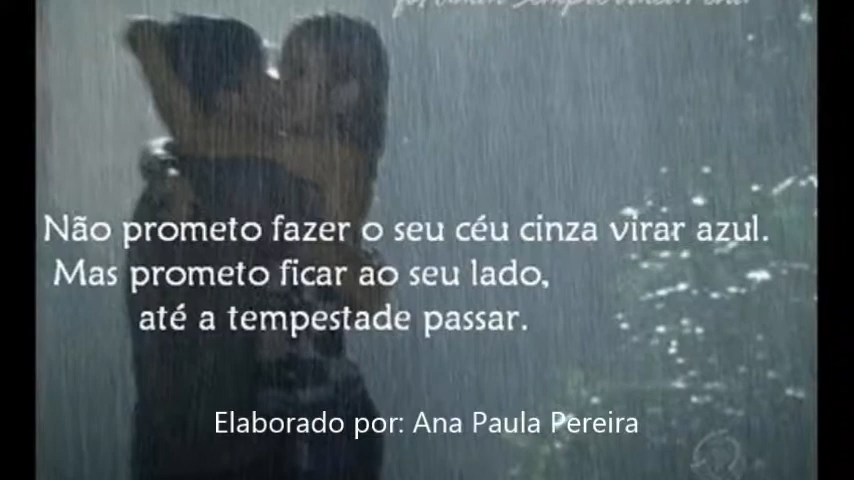 Não prometo fazer o seu céu cinza virar azul.
Mas prometo ficar ao seu lado,
até a tempestade passar.
Elaborado por: Ana Paula Pereira